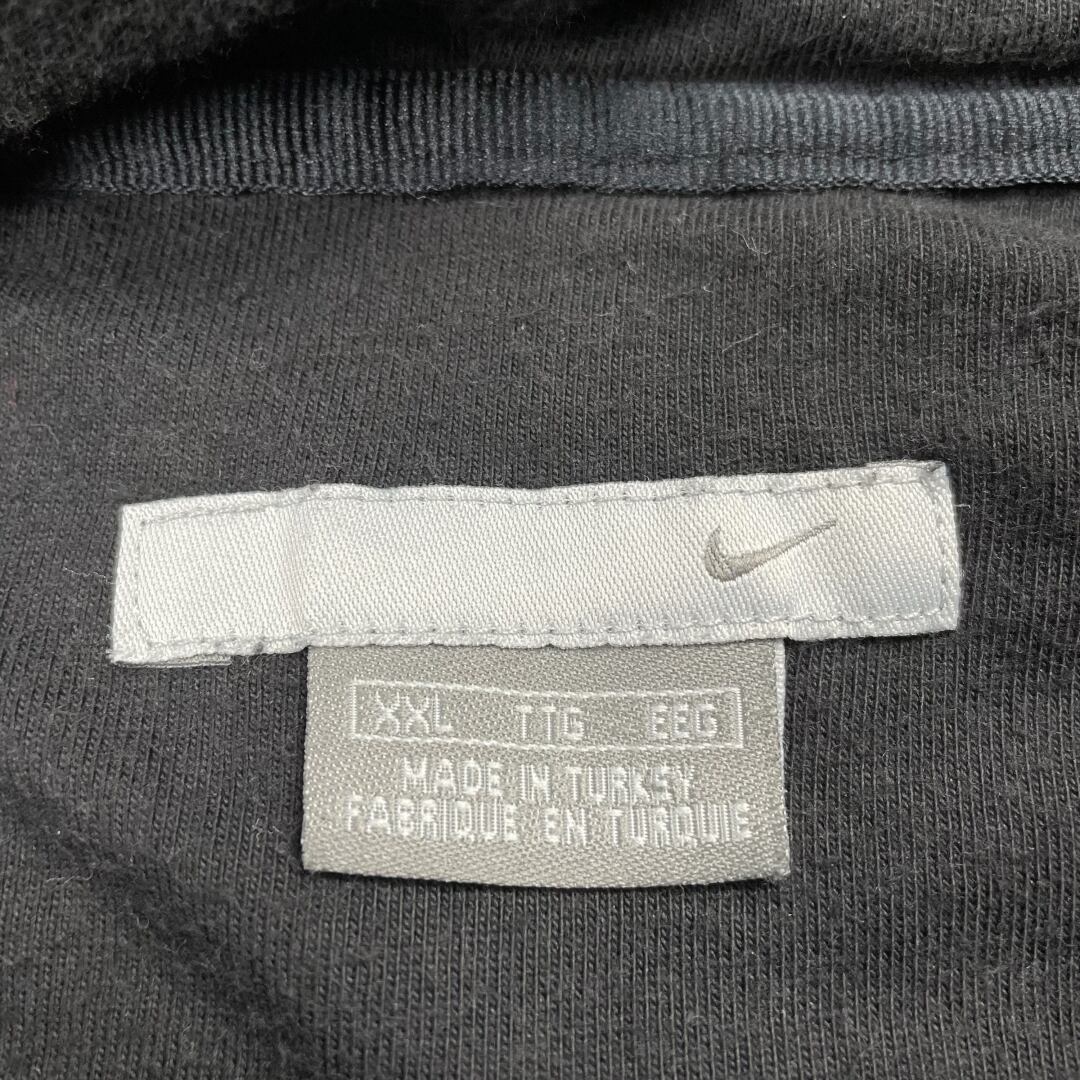 XXL TTG EEG
MADE IN TURKEY
FABRIQUE EN TURQUIE